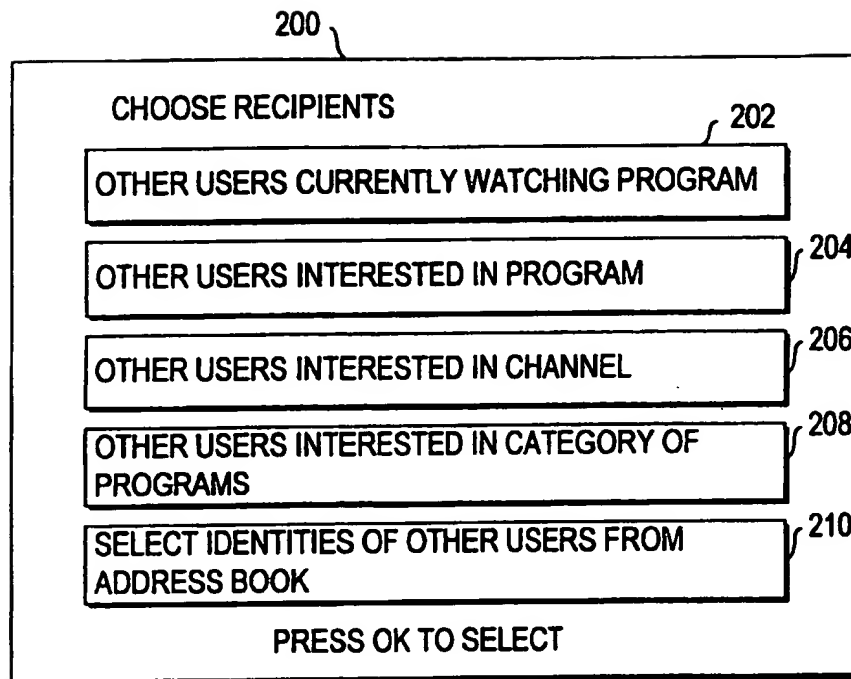 200
CHOOSE RECIPIENTS
202
OTHER USERS CURRENTLY WATCHING PROGRAM
204
OTHER USERS INTERESTED IN PROGRAM
206
OTHER USERS INTERESTED IN CHANNEL
208
OTHER USERS INTERESTED IN CATEGORY OF
PROGRAMS
210
SELECT IDENTITIES OF OTHER USERS FROM
ADDRESS BOOK
PRESS OK TO SELECT